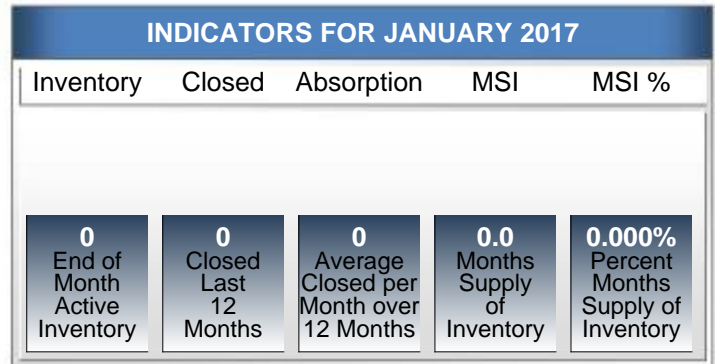 INDICATORS FOR JANUARY 2017
Inventory Closed Absorption MSI MSI %
0
End of
Month
Active
Inventory
0
Closed
Last
12
Months
0
Average
Closed per
Month over
12 Months
0.0
Months
Supply
of
Inventory
0.000%
Percent
Months
Supply of
Inventory